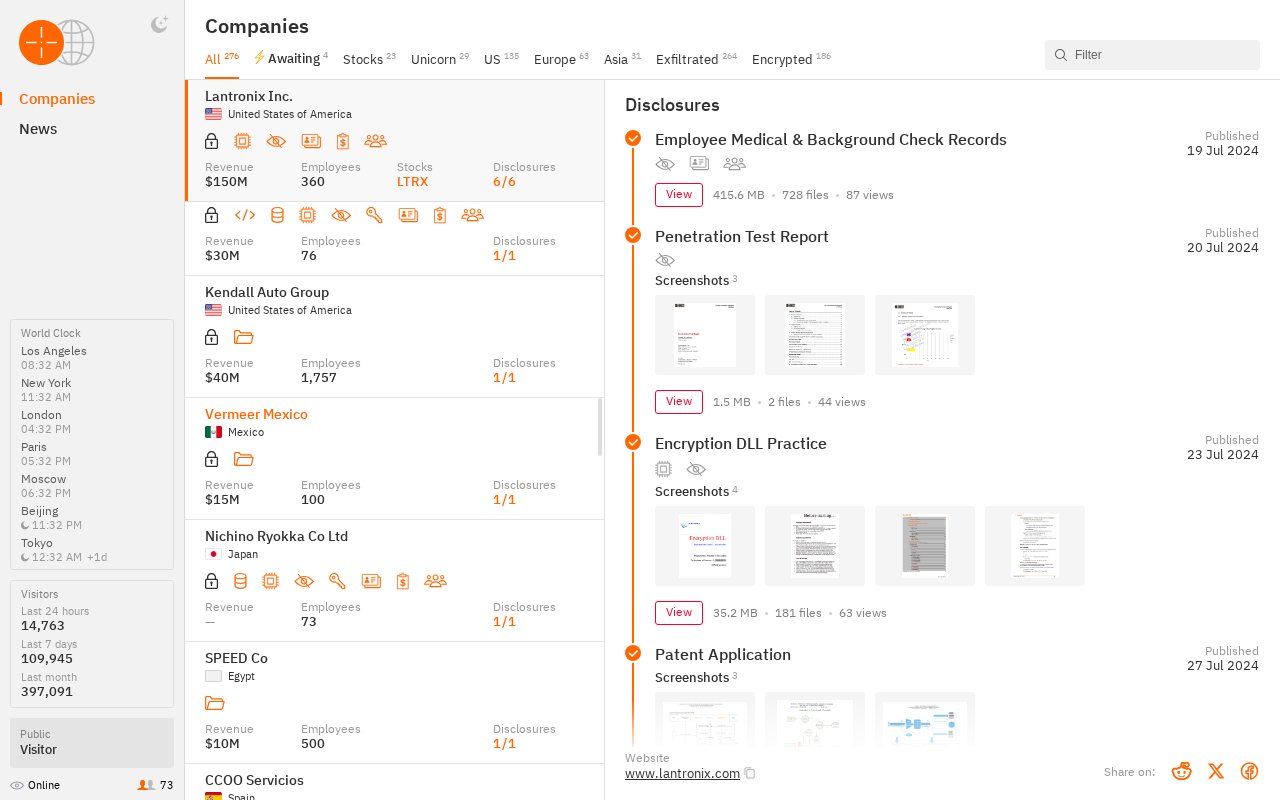 Companies
News
World Clock
Los Angeles
08:32 AM
New York
11:32 AM
London
04:32 PM
Paris
05:32 PM
Moscow
06:32 PM
Beijing
11:32 PM
Tokyo
12:32 AM +1d
Visitors
Last 24 hours
14,763
Last 7 days
109,945
Last month
397,091
Public
Visitor
Online 73
Companies
All 276 Awaiting 4 Stocks 23 Unicorn 29 US 135 Europe 63 Asia 31 Exfiltrated 264 Encrypted 186
Filter
Lantronix Inc.
United States of America
Revenue Employees Stocks Disclosures
$150M 360 LTRX 6/6
Revenue Employees Disclosures
$30M 76 1/1
Kendall Auto Group
United States of America
Revenue Employees Disclosures
$40M 1,757 1/1
Vermeer Mexico
Mexico
Revenue Employees Disclosures
$15M 100 1/1
Nichino Ryokka Co Ltd
Japan
Revenue Employees Disclosures
— 73 1/1
SPEED Co
Egypt
Revenue Employees Disclosures
$10M 500 1/1
CCOO Servicios
Spain
Disclosures
Employee Medical & Background Check Records
Published
19 Jul 2024
View 415.6 MB • 728 files • 87 views
Penetration Test Report
Published
20 Jul 2024
Screenshots 3
View 1.5 MB • 2 files • 44 views
Encryption DLL Practice
Published
23 Jul 2024
Screenshots 4
Encryption DLL
Before starting...
View 35.2 MB • 181 files • 63 views
Patent Application
Published
27 Jul 2024
Screenshots 3
Website
www.lantronix.com
Share on: